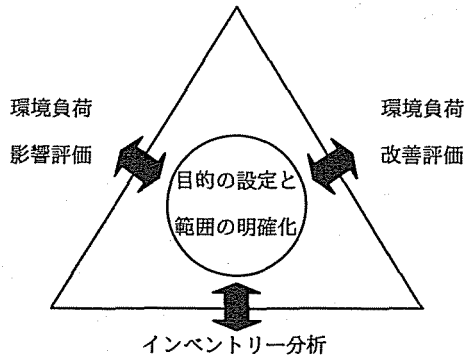 環境負荷
影響評価
環境負荷
改善評価
目的の設定と
範囲の明確化
インベントリー分析